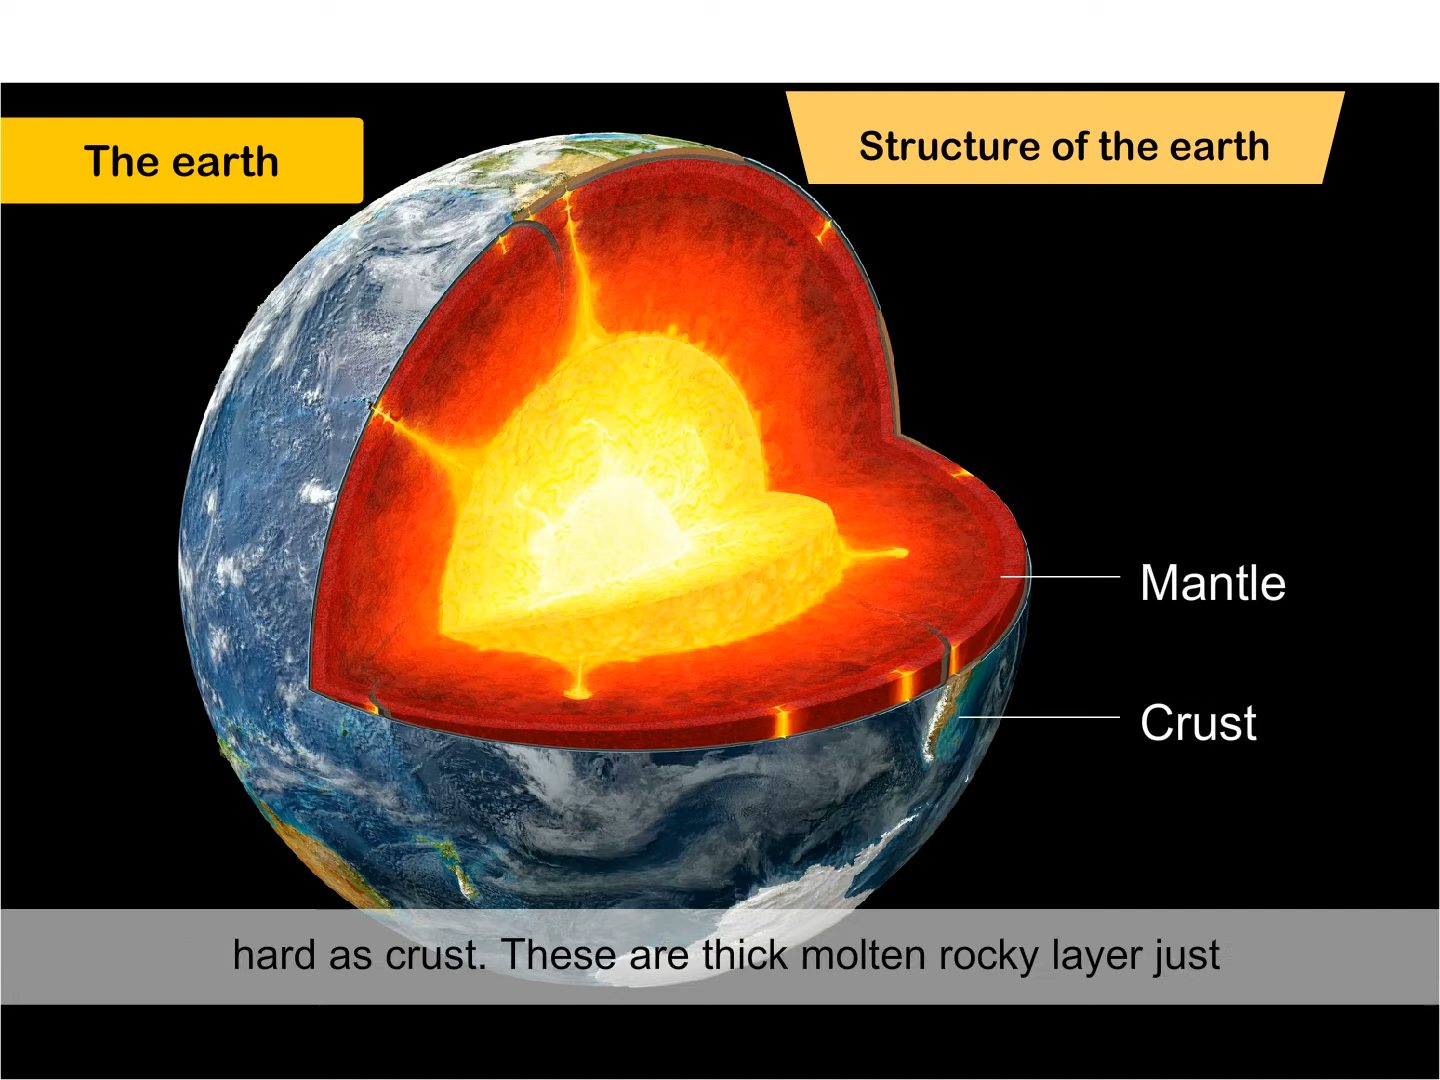 The earth
Structure of the earth
Mantle
Crust
hard as crust. These are thick molten rocky layer just